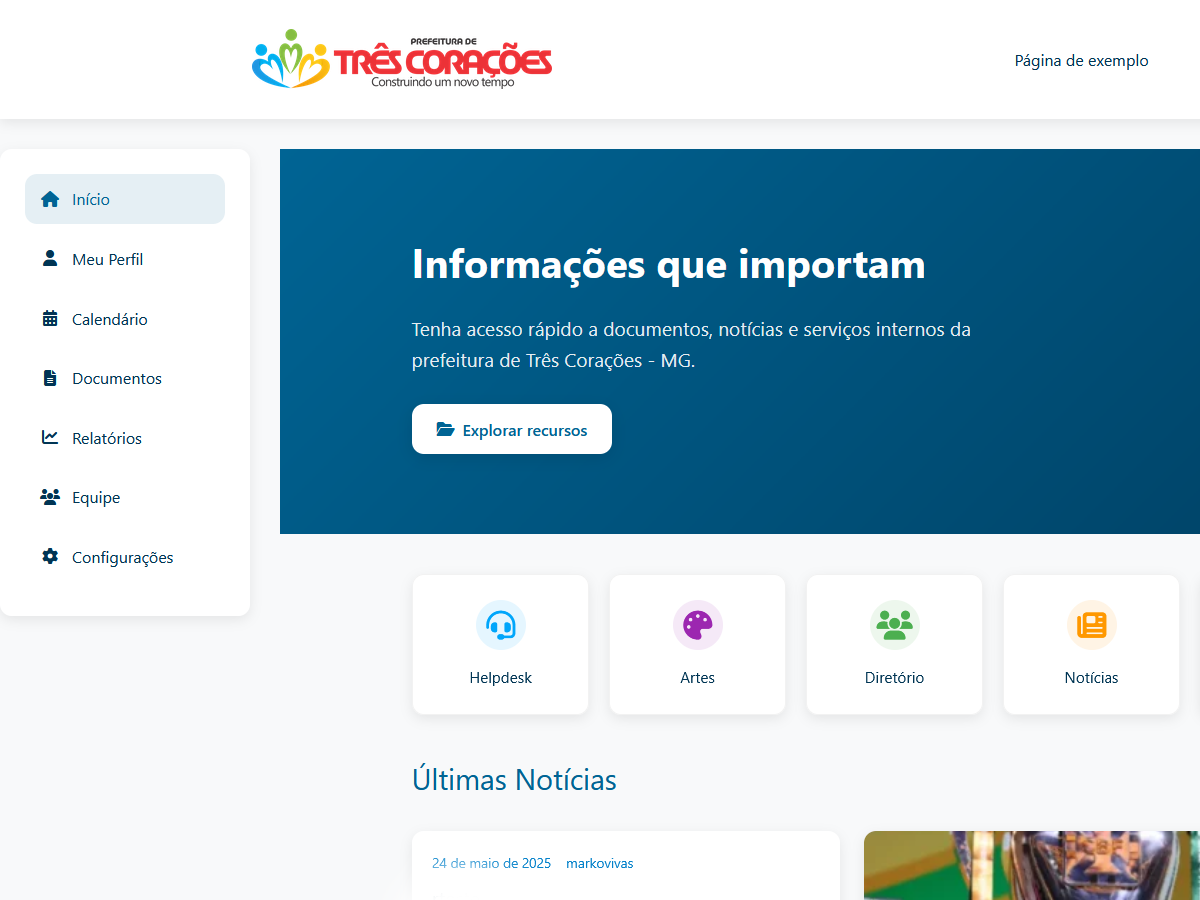 PREFEITURA DE
TRÊS CORAÇÕES
Construindo um novo tempo
Página de exemplo
Início
Meu Perfil
Calendário
Documentos
Relatórios
Equipe
Configurações
Informações que importam
Tenha acesso rápido a documentos, notícias e serviços internos da
prefeitura de Três Corações - MG.
Explorar recursos
Helpdesk
Artes
Diretório
Notícias
Últimas Notícias
24 de maio de 2025 markovivas